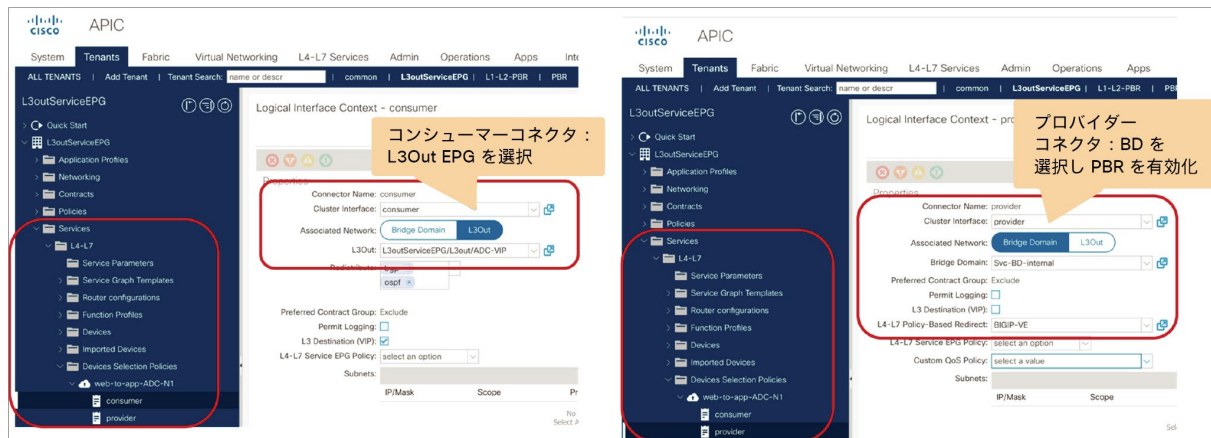 CISCO
APIC
System Tenants Fabric Virtual Networking L4-L7 Services Admin Operations Apps
ALL TENANTS | Add Tenant | Tenant Search: name or descr | common | L3outServiceEPG | L1-L2-PBR | PBR
L3outServiceEPG
Quick Start
L3outServiceEPG
Application Profiles
Networking
Contracts
Policies
Services
L4-L7
Service Parameters
Service Graph Templates
Router configurations
Function Profiles
Devices
Imported Devices
Devices Selection Policies
web-to-app-ADC-N1
consumer
provider
Logical Interface Context - consumer
コンシューマーコネクタ：
L3Out EPG を選択
Properties
Connector Name: consumer
Cluster Interface: consumer
Associated Network: Bridge Domain L3Out
L3Out: L3outServiceEPG/L3out/ADC-VIP
ospf
Preferred Contract Group: Exclude
Permit Logging:
L3 Destination (VIP):
L4-L7 Service EPG Policy: select an option
Subnets:
IP/Mask Scope
CISCO
APIC
System Tenants Fabric Virtual Networking L4-L7 Services Admin Operations Apps
ALL TENANTS | Add Tenant | Tenant Search: name or descr | common | L3outServiceEPG | L1-L2-PBR
L3outServiceEPG
Quick Start
L3outServiceEPG
Application Profiles
Networking
Contracts
Policies
Services
L4-L7
Service Parameters
Service Graph Templates
Router configurations
Function Profiles
Devices
Imported Devices
Devices Selection Policies
web-to-app-ADC-N1
consumer
provider
Logical Interface Context -
プロバイダー
コネクタ：BD を
選択し PBR を有効化
Properties
Connector Name: provider
Cluster Interface: provider
Associated Network: Bridge Domain L3Out
Bridge Domain: Svc-BD-internal
Preferred Contract Group: Exclude
Permit Logging:
L3 Destination (VIP):
L4-L7 Policy-Based Redirect: BIGIP-VE
L4-L7 Service EPG Policy: select an option
Custom QoS Policy: select a value
Subnets:
IP/Mask Scope